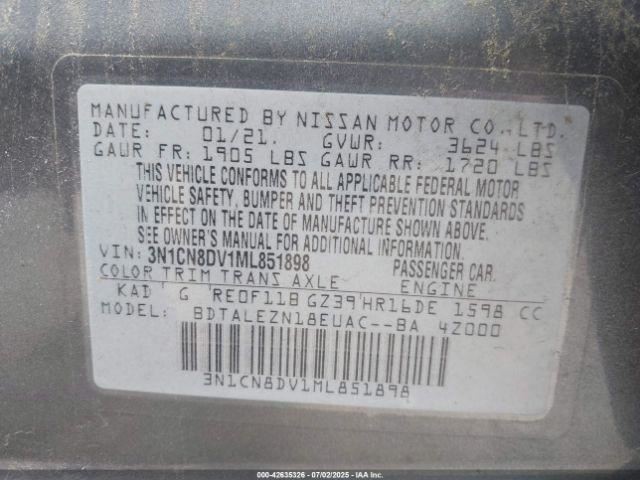 MANUFACTURED BY NISSAN MOTOR CO., LTD.
DATE: 01/21. GVWR: 3624 LBS
GAWR FR: 1905 LBS GAWR RR: 1720 LBS
THIS VEHICLE CONFORMS TO ALL APPLICABLE FEDERAL MOTOR
VEHICLE SAFETY, BUMPER AND THEFT PREVENTION STANDARDS
IN EFFECT ON THE DATE OF MANUFACTURE SHOWN ABOVE.
SEE OWNER'S MANUAL FOR ADDITIONAL INFORMATION.
VIN: 3N1CN8DV1ML851898 PASSENGER CAR.
COLOR TRIM TRANS AXLE ENGINE
KAD G RE0F11B GZ39 HR16DE 1598 CC
MODEL: BDTALEZN18EUAC--BA 4Z000
3N1CN8DV1ML851898
000-42635326 - 07/02/2025 - IAAI.COM